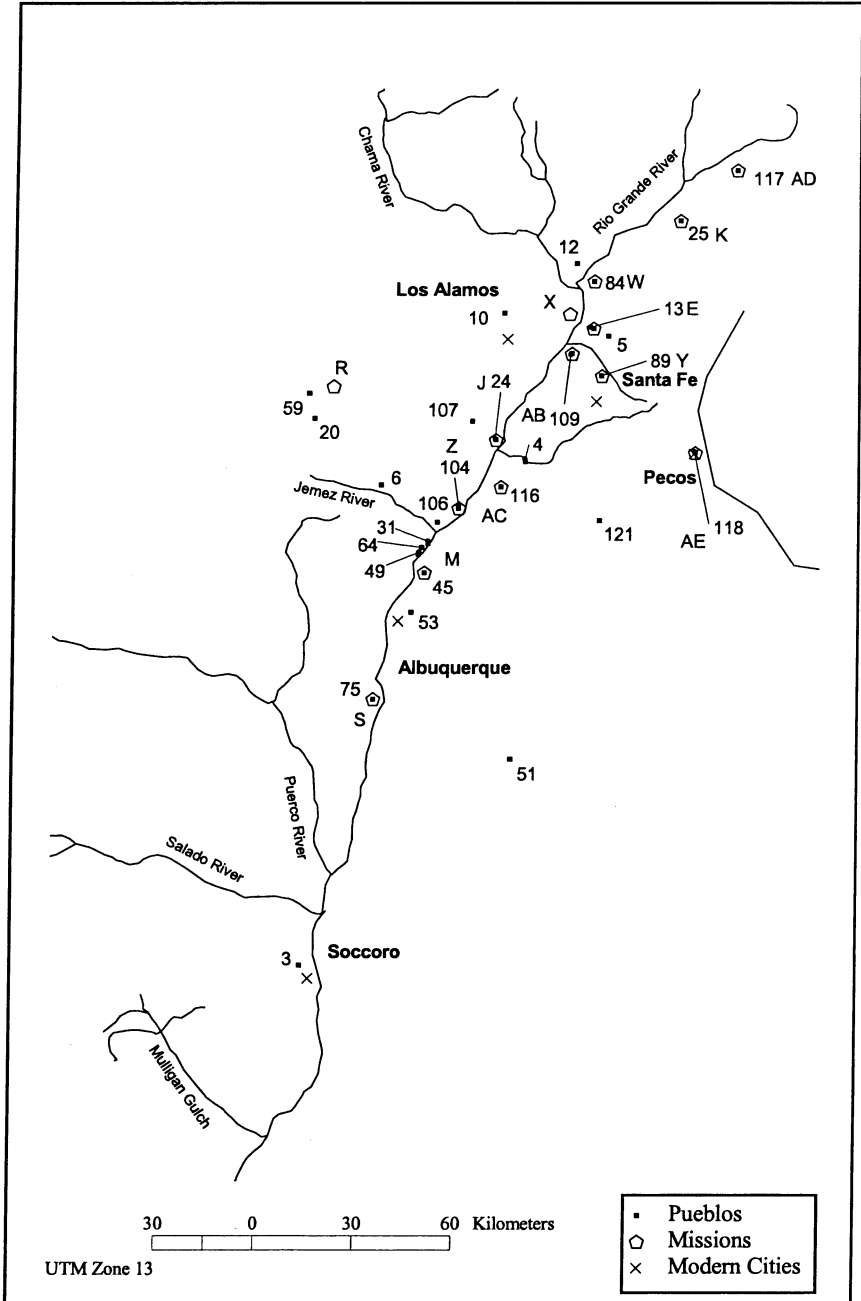 Chama River
Rio Grande River
117 AD
25 K
12
84 W
Los Alamos
X
10
13 E
5
R
89 Y
Santa Fe
J 24
59
107
AB 109
20
Z
4
104
6
Pecos
Jemez River
116
106
AC
118
31
121
AE
64
M
49
45
53
Albuquerque
75
S
51
Puerco River
Salado River
Soccoro
3
Mulligan Gulch
30 0 30 60 Kilometers
UTM Zone 13
Pueblos
Missions
Modern Cities